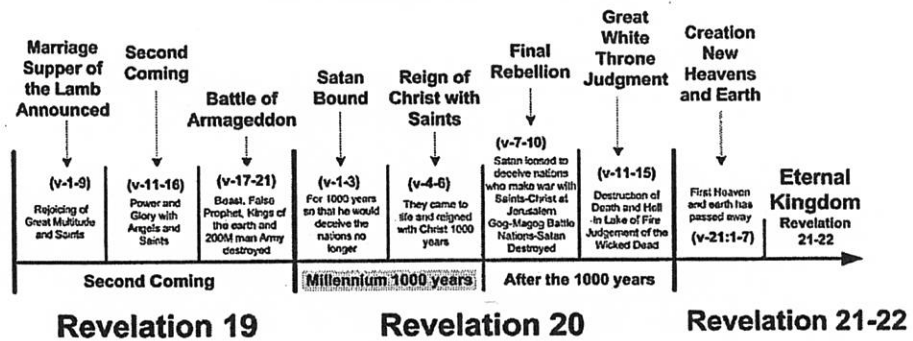 Marriage
Supper of
the Lamb
Announced
(v-1-9)
Rejoicing of
Great Multitude
and Saints
Second
Coming
(v-11-16)
Power and
Glory with
Angels and
Saints
Battle of
Armageddon
(v-17-21)
Beast, False
Prophet, Kings of
the earth and
200M man Army
destroyed
Satan
Bound
(v-1-3)
For 1000 years
so that he would
deceive the
nations no
longer
Reign of
Christ with
Saints
(v-4-6)
They came to
life and reigned
with Christ 1000
years
Final
Rebellion
(v-7-10)
Satan loosed to
deceive nations
who make war with
Saints-Christ at
Jerusalem
Gog-Magog Battle
Nations-Satan
Destroyed
Great
White
Throne
Judgment
(v-11-15)
Destruction of
Death and Hell
-In Lake of Fire
Judgement of the
Wicked Dead
Creation
New
Heavens
and Earth
First Heaven
and earth has
passed away
(v-21:1-7)
Eternal
Kingdom
Revelation
21-22
Second Coming
Millennium 1000 years
After the 1000 years
Revelation 19
Revelation 20
Revelation 21-22